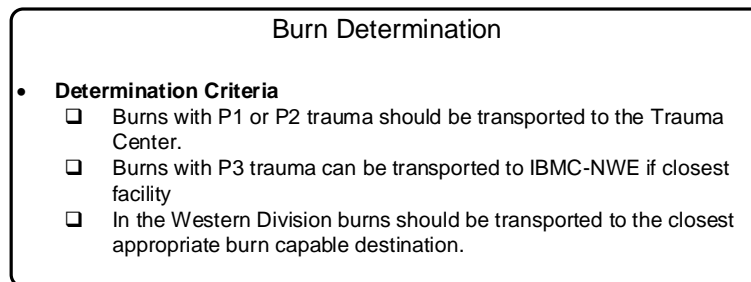 Burn Determination
• Determination Criteria
❑ Burns with P1 or P2 trauma should be transported to the Trauma
Center.
❑ Burns with P3 trauma can be transported to IBMC-NWE if closest
facility
❑ In the Western Division burns should be transported to the closest
appropriate burn capable destination.